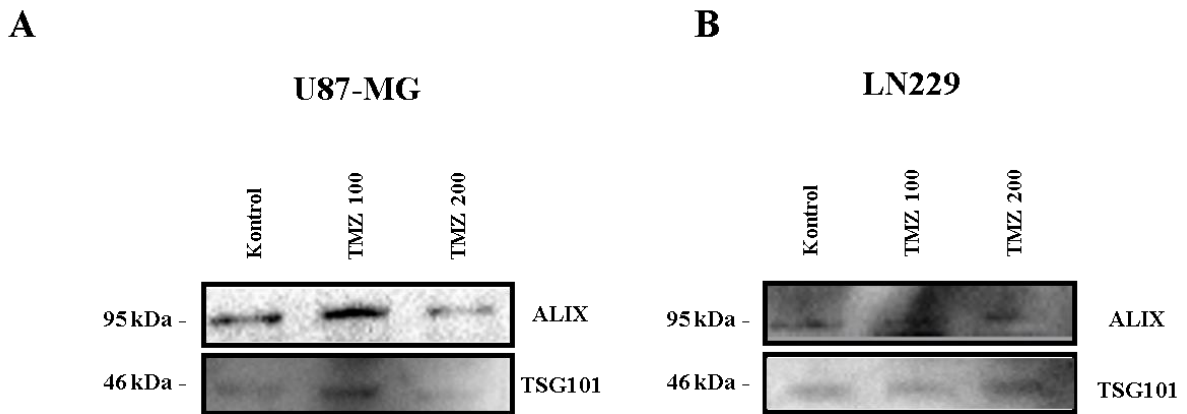 A
U87-MG
Kontrol
TMZ 100
TMZ 200
95 kDa -
ALIX
46 kDa -
TSG101
B
LN229
Kontrol
TMZ 100
TMZ 200
95 kDa -
ALIX
46 kDa -
TSG101